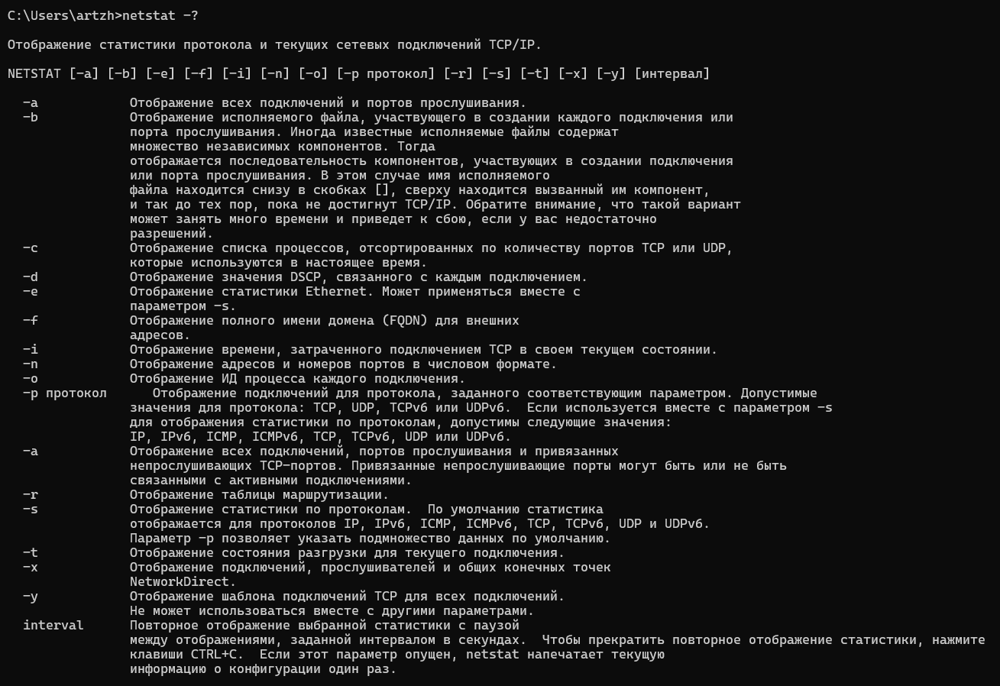 C:\Users\artzh>netstat -?
Отображение статистики протокола и текущих сетевых подключений TCP/IP.
NETSTAT [-a] [-b] [-e] [-f] [-i] [-n] [-o] [-p протокол] [-r] [-s] [-t] [-x] [-y] [интервал]
-a Отображение всех подключений и портов прослушивания.
-b Отображение исполняемого файла, участвующего в создании каждого подключения или
порта прослушивания. Иногда известные исполняемые файлы содержат
множество независимых компонентов. Тогда
отображается последовательность компонентов, участвующих в создании подключения
или порта прослушивания. В этом случае имя исполняемого
файла находится снизу в скобках [], сверху находится вызванный им компонент,
и так до тех пор, пока не достигнут TCP/IP. Обратите внимание, что такой вариант
может занять много времени и приведет к сбою, если у вас недостаточно
разрешений.
-c Отображение списка процессов, отсортированных по количеству портов TCP или UDP,
которые используются в настоящее время.
-d Отображение значения DSCP, связанного с каждым подключением.
-e Отображение статистики Ethernet. Может применяться вместе с
параметром -s.
-f Отображение полного имени домена (FQDN) для внешних
адресов.
-i Отображение времени, затраченного подключением TCP в своем текущем состоянии.
-n Отображение адресов и номеров портов в числовом формате.
-o Отображение ИД процесса каждого подключения.
-p протокол Отображение подключений для протокола, заданного соответствующим параметром. Допустимые
значения для протокола: TCP, UDP, TCPv6 или UDPv6.  Если используется вместе с параметром -s
для отображения статистики по протоколам, допустимы следующие значения:
IP, IPv6, ICMP, ICMPv6, TCP, TCPv6, UDP или UDPv6.
-a Отображение всех подключений, портов прослушивания и привязанных
непрослушивающих TCP-портов. Привязанные непрослушивающие порты могут быть или не быть
связанными с активными подключениями.
-r Отображение таблицы маршрутизации.
-s Отображение статистики по протоколам.  По умолчанию статистика
отображается для протоколов IP, IPv6, ICMP, ICMPv6, TCP, TCPv6, UDP и UDPv6.
Параметр -p позволяет указать подмножество данных по умолчанию.
-t Отображение состояния разгрузки для текущего подключения.
-x Отображение подключений, прослушивателей и общих конечных точек
NetworkDirect.
-y Отображение шаблона подключений TCP для всех подключений.
Не может использоваться вместе с другими параметрами.
interval Повторное отображение выбранной статистики с паузой
между отображениями, заданной интервалом в секундах.  Чтобы прекратить повторное отображение статистики, нажмите
клавиши CTRL+C.  Если этот параметр опущен, netstat напечатает текущую
информацию о конфигурации один раз.